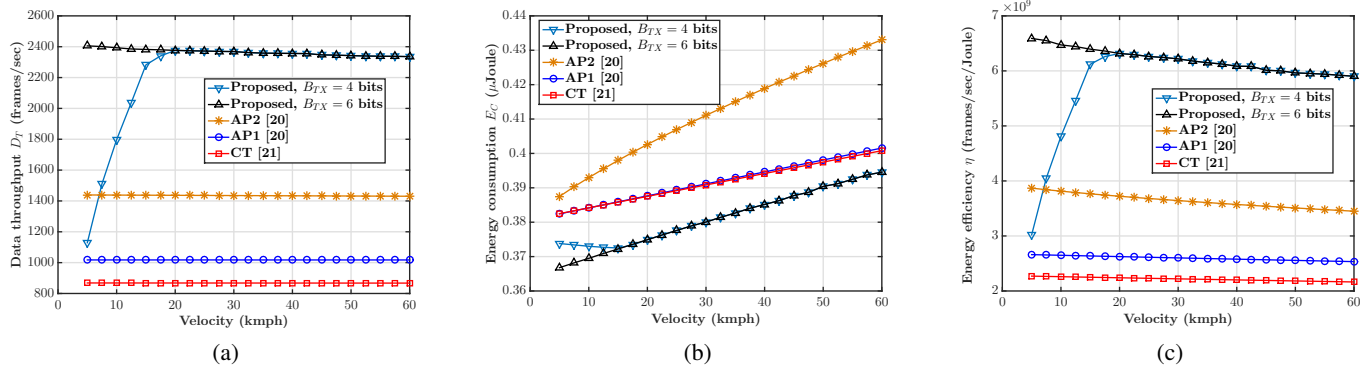 2600
2400
2200
2000
1800
1600
1400
1200
1000
800
Data throughput D_T (frames/sec)
Proposed, B_TX = 4 bits
Proposed, B_TX = 6 bits
AP2 [20]
AP1 [20]
CT [21]
0 10 20 30 40 50 60
Velocity (kmph)
(a)
0.44
0.43
0.42
0.41
0.4
0.39
0.38
0.37
0.36
Energy consumption E_C (μJoule)
Proposed, B_TX = 4 bits
Proposed, B_TX = 6 bits
AP2 [20]
AP1 [20]
CT [21]
0 10 20 30 40 50 60
Velocity (kmph)
(b)
×10^9
7
6
5
4
3
2
Energy efficiency η (frames/sec/Joule)
Proposed, B_TX = 4 bits
Proposed, B_TX = 6 bits
AP2 [20]
AP1 [20]
CT [21]
0 10 20 30 40 50 60
Velocity (kmph)
(c)